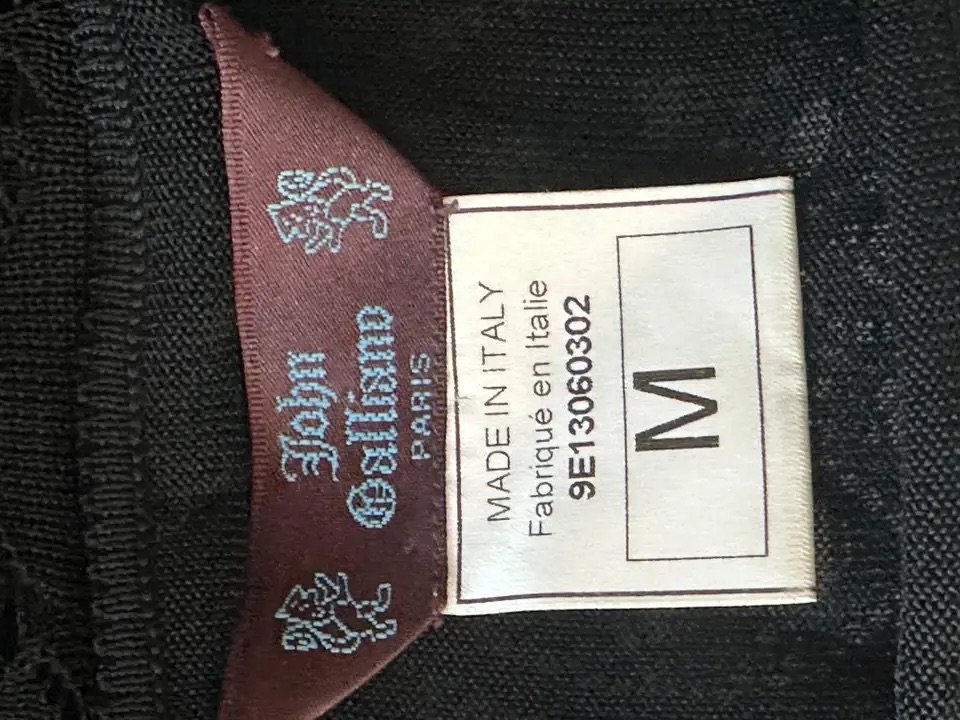 John
Galliano
PARIS
MADE IN ITALY
Fabriqué en Italie
9E13060302
M